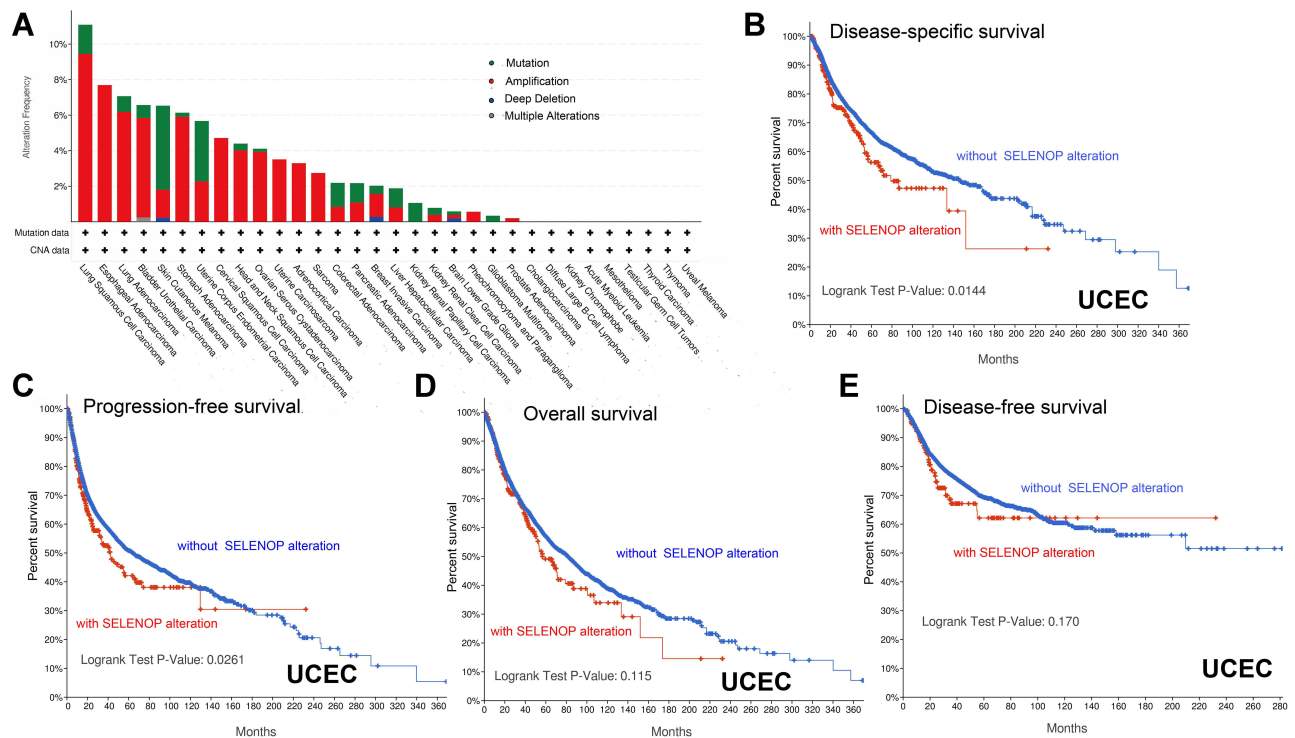 A
10%
8%
6%
4%
2%
Alteration Frequency
Mutation
Amplification
Deep Deletion
Multiple Alterations
Mutation data
CNA data
Lung Squamous Cell Carcinoma
Esophageal Adenocarcinoma
Lung Adenocarcinoma
Bladder Urothelial Carcinoma
Skin Cutaneous Melanoma
Stomach Adenocarcinoma
Uterine Corpus Endometrial Carcinoma
Cervical Squamous Cell Carcinoma
Head and Neck Squamous Cell Carcinoma
Ovarian Serous Cystadenocarcinoma
Uterine Carcinosarcoma
Adrenocortical Carcinoma
Sarcoma
Colorectal Adenocarcinoma
Pancreatic Adenocarcinoma
Breast Invasive Carcinoma
Liver Hepatocellular Carcinoma
Kidney Renal Papillary Cell Carcinoma
Kidney Renal Clear Cell Carcinoma
Brain Lower Grade Glioma
Pheochromocytoma and Paraganglioma
Glioblastoma Multiforme
Prostate Adenocarcinoma
Cholangiocarcinoma
Diffuse Large B-Cell Lymphoma
Kidney Chromophobe
Acute Myeloid Leukemia
Mesothelioma
Testicular Germ Cell Tumors
Thyroid Carcinoma
Thymoma
Uveal Melanoma
B
Disease-specific survival
100%
90%
80%
70%
60%
50%
40%
30%
20%
10%
0%
Percent survival
without SELENOP alteration
with SELENOP alteration
Logrank Test P-Value: 0.0144
UCEC
0 20 40 60 80 100 120 140 160 180 200 220 240 260 280 300 320 340 360
Months
C
Progression-free survival
100%
90%
80%
70%
60%
50%
40%
30%
20%
10%
0%
Percent survival
without SELENOP alteration
with SELENOP alteration
Logrank Test P-Value: 0.0261
UCEC
0 20 40 60 80 100 120 140 160 180 200 220 240 260 280 300 320 340 360
Months
D
Overall survival
100%
90%
80%
70%
60%
50%
40%
30%
20%
10%
0%
Percent survival
without SELENOP alteration
with SELENOP alteration
Logrank Test P-Value: 0.115
UCEC
0 20 40 60 80 100 120 140 160 180 200 220 240 260 280 300 320 340 360
Months
E
Disease-free survival
100%
90%
80%
70%
60%
50%
40%
30%
20%
10%
0%
Percent survival
without SELENOP alteration
with SELENOP alteration
Logrank Test P-Value: 0.170
UCEC
0 20 40 60 80 100 120 140 160 180 200 220 240 260 280
Months